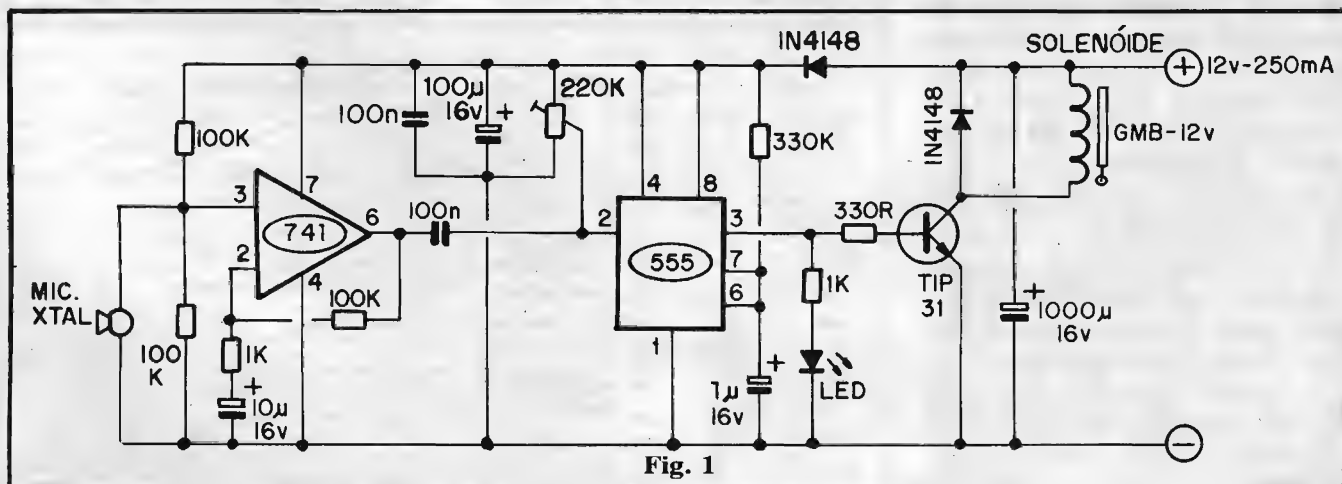 1N4148
SOLENÓIDE
12v-250mA
100n
100µ
16v
+
220K
100K
330K
1N4148
GMB-12v
3
7
741
6
2
4
100n
2
4
8
3
555
7
6
1
330R
TIP
31
MIC.
XTAL
100
K
1K
100K
+
10µ
16v
1K
LED
+
1µ
16v
+
1000µ
16v
Fig. 1